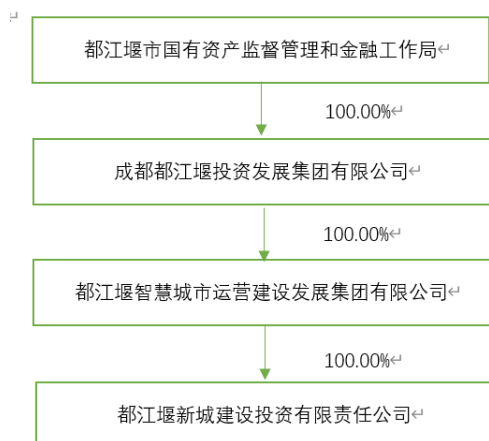 都江堰市国有资产监督管理和金融工作局
100.00%
成都都江堰投资发展集团有限公司
100.00%
都江堰智慧城市运营建设发展集团有限公司
100.00%
都江堰新城建设投资有限责任公司